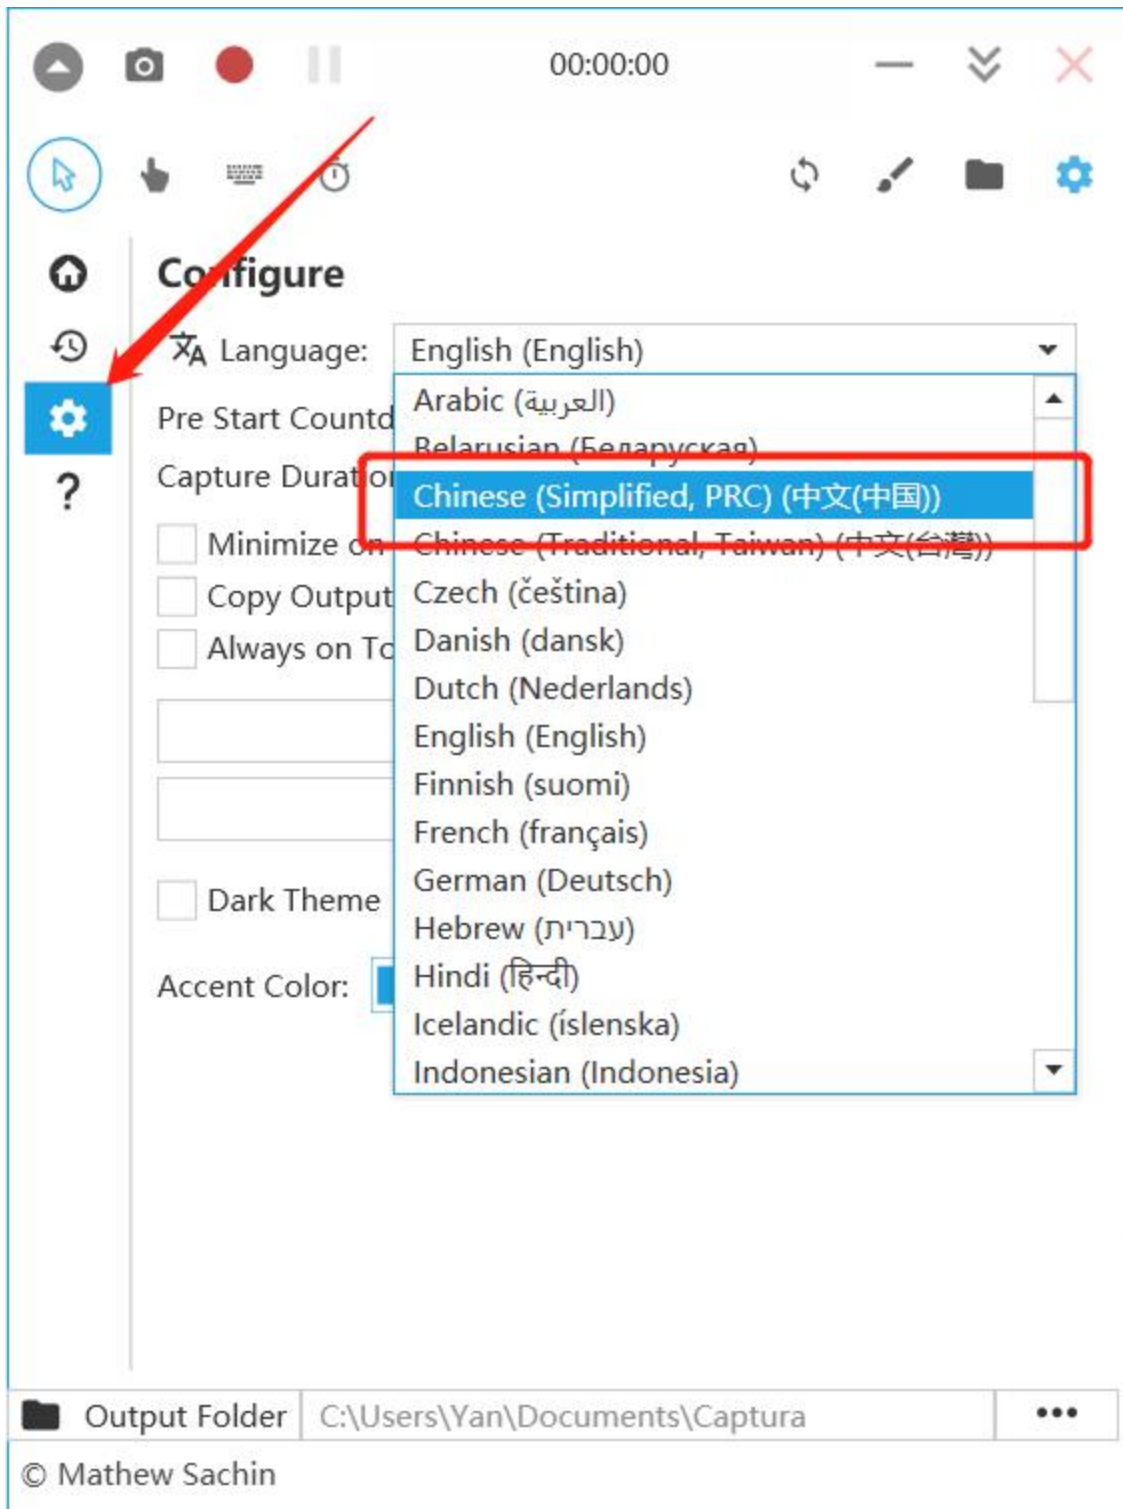 00:00:00
Configure
Language: English (English)
Arabic (العربية)
Pre Start Countd
Belarusian (Беларуская)
Capture Duration
Chinese (Simplified, PRC) (中文(中国))
Minimize on
Chinese (Traditional, Taiwan) (中文(台灣))
Copy Output
Czech (čeština)
Always on To
Danish (dansk)
Dutch (Nederlands)
English (English)
Finnish (suomi)
French (français)
German (Deutsch)
Dark Theme
Hebrew (עברית)
Hindi (हिन्दी)
Accent Color:
Icelandic (íslenska)
Indonesian (Indonesia)
Output Folder C:\Users\Yan\Documents\Captura
© Mathew Sachin